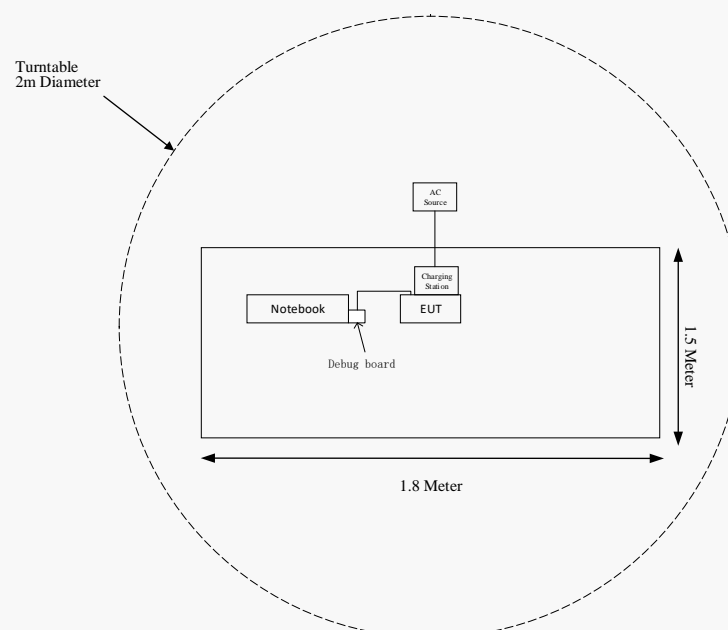 Turntable
2m Diameter
AC
Source
Charging
Station
Notebook
EUT
Debug board
1.5 Meter
1.8 Meter